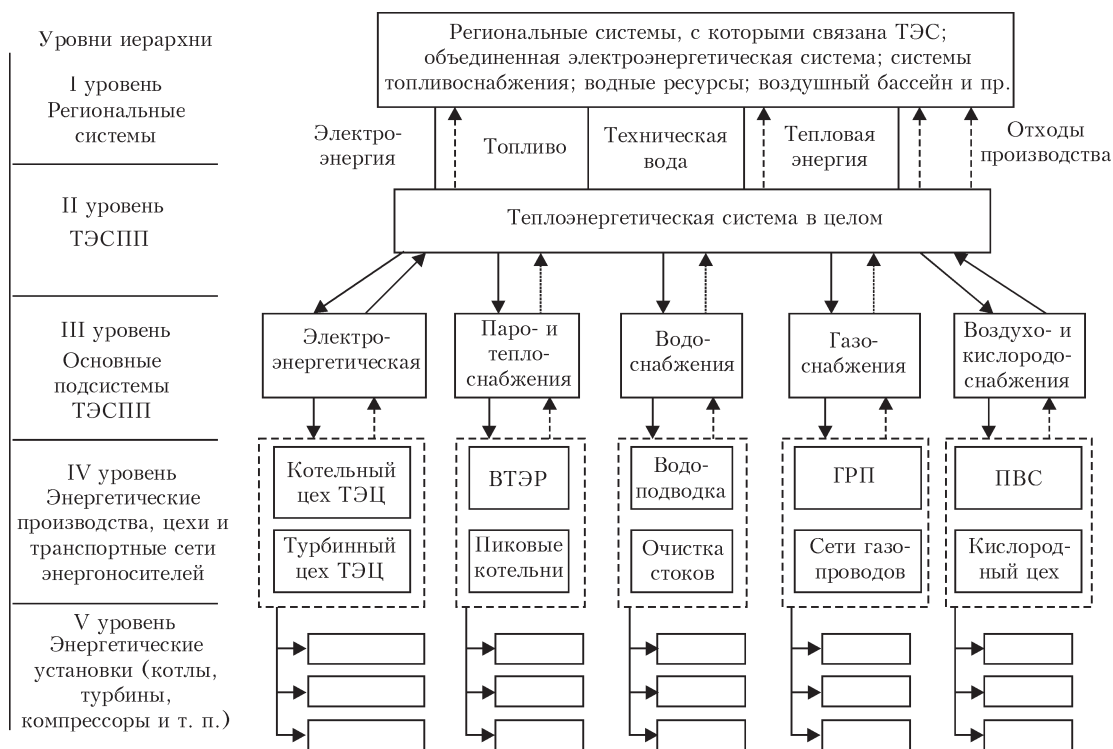 Уровни иерархни
I уровень
Региональные
системы
II уровень
ТЭСПП
III уровень
Основные
подсистемы
ТЭСПП
IV уровень
Энергетические
производства, цехи и
транспортные сети
энергоносителей
V уровень
Энергетические
установки (котлы,
турбины,
компрессоры и т. п.)
Региональные системы, с которыми связана ТЭС;
объединенная электроэнергетическая система; системы
топливоснабжения; водные ресурсы; воздушный бассейн и пр.
Электро-
энергия
Топливо
Техническая
вода
Тепловая
энергия
Отходы
производства
Теплоэнергетическая система в целом
Электро-
энергетическая
Паро- и
тепло-
снабжения
Водо-
снабжения
Газо-
снабжения
Воздухо- и
кислородо-
снабжения
Котельный
цех ТЭЦ
ВТЭР
Водо-
подводка
ГРП
ПВС
Турбинный
цех ТЭЦ
Пиковые
котельни
Очистка
стоков
Сети газо-
проводов
Кислород-
ный цех